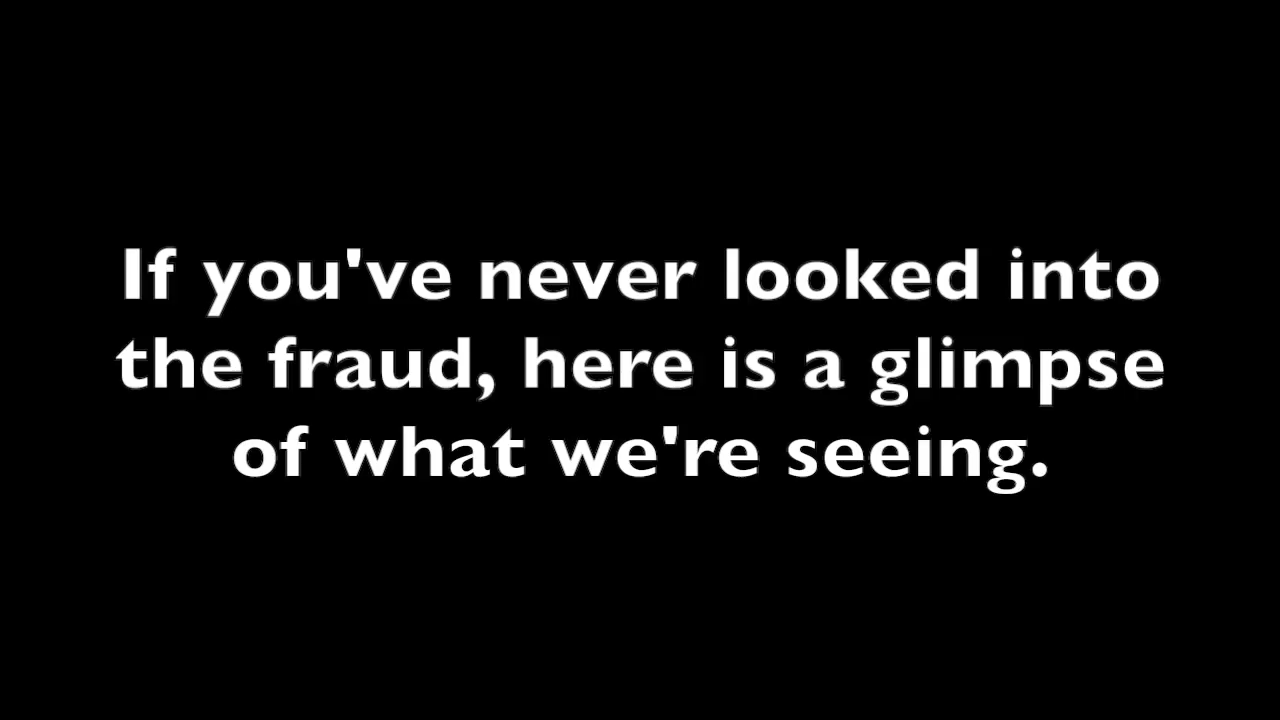 If you've never looked into
the fraud, here is a glimpse
of what we're seeing.